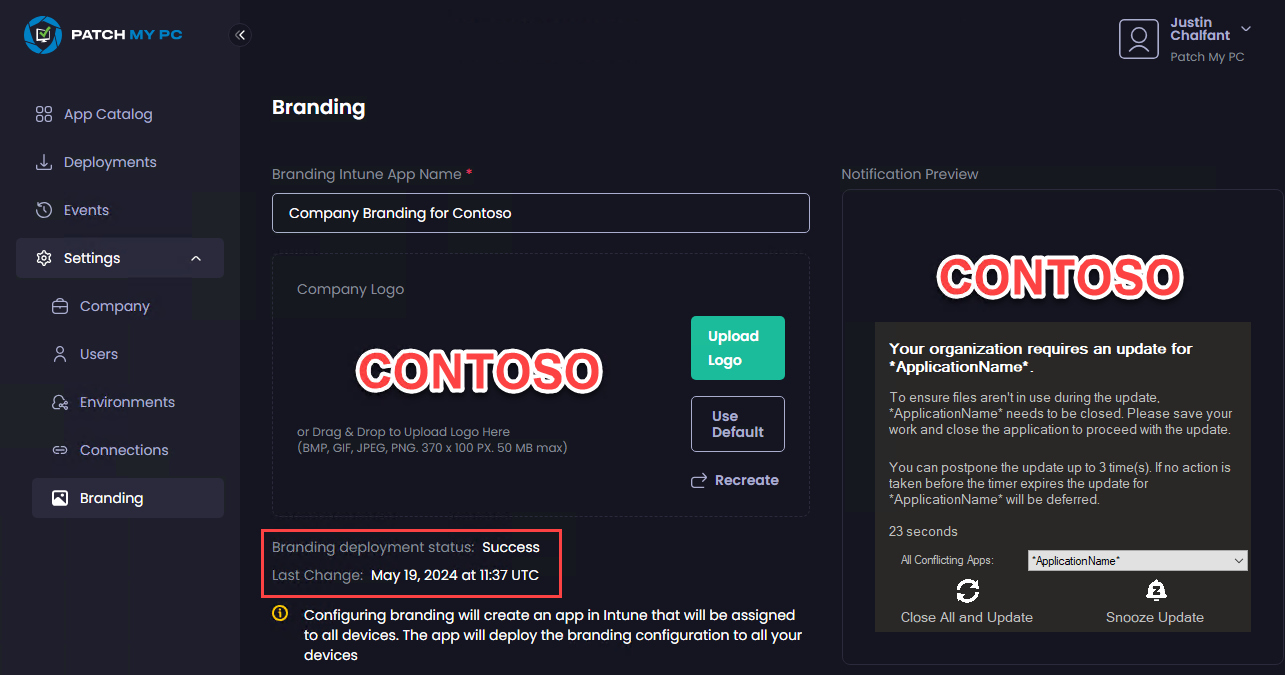 PATCH MY PC
Justin
Chalfant
Patch My PC
App Catalog
Deployments
Events
Settings
Company
Users
Environments
Connections
Branding
Branding
Branding Intune App Name *
Company Branding for Contoso
Company Logo
CONTOSO
Upload
Logo
Use
Default
or Drag & Drop to Upload Logo Here
(BMP, GIF, JPEG, PNG. 370 x 100 PX. 50 MB max)
Recreate
Branding deployment status: Success
Last Change: May 19, 2024 at 11:37 UTC
Configuring branding will create an app in Intune that will be assigned
to all devices. The app will deploy the branding configuration to all your
devices
Notification Preview
CONTOSO
Your organization requires an update for
*ApplicationName*.
To ensure files aren't in use during the update,
*ApplicationName* needs to be closed. Please save your
work and close the application to proceed with the update.
You can postpone the update up to 3 time(s). If no action is
taken before the timer expires the update for
*ApplicationName* will be deferred.
23 seconds
All Conflicting Apps: *ApplicationName*
Close All and Update
Snooze Update